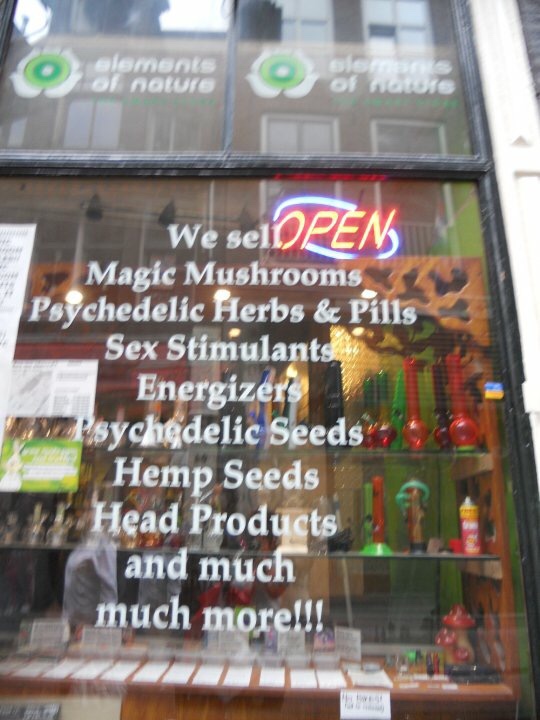 elements
of nature
elements
of nature
OPEN
We sell
Magic Mushrooms
Psychedelic Herbs & Pills
Sex Stimulants
Energizers
Psychedelic Seeds
Hemp Seeds
Head Products
and much
much more!!!